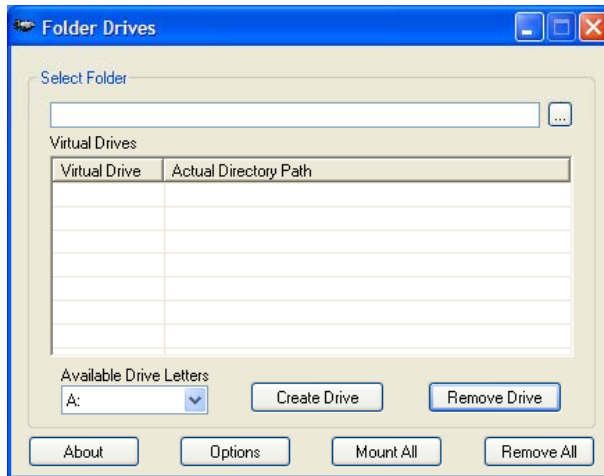 Folder Drives
Select Folder
...
Virtual Drives
Virtual Drive Actual Directory Path
Available Drive Letters
A:
Create Drive
Remove Drive
About
Options
Mount All
Remove All